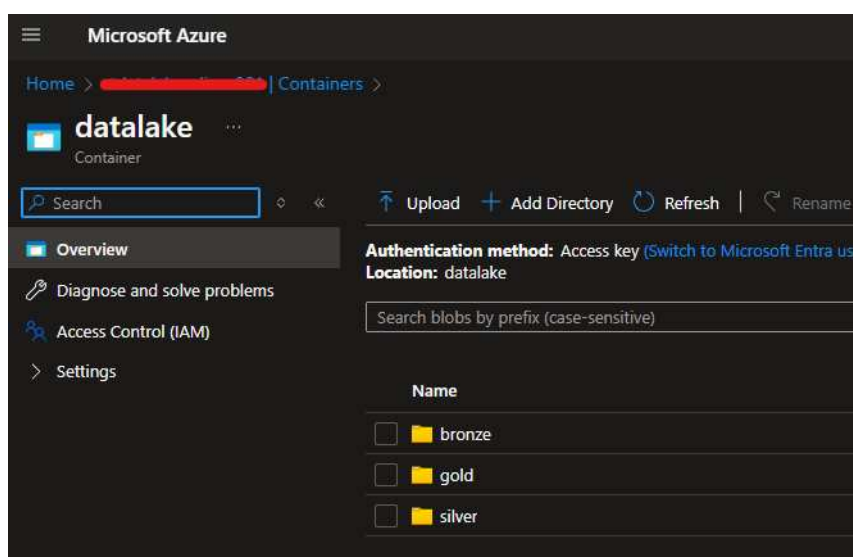 Microsoft Azure
Home > | Containers >
datalake ...
Container
Search
Upload + Add Directory Refresh | Rename
Overview
Authentication method: Access key (Switch to Microsoft Entra us
Location: datalake
Diagnose and solve problems
Search blobs by prefix (case-sensitive)
Access Control (IAM)
Settings
Name
bronze
gold
silver